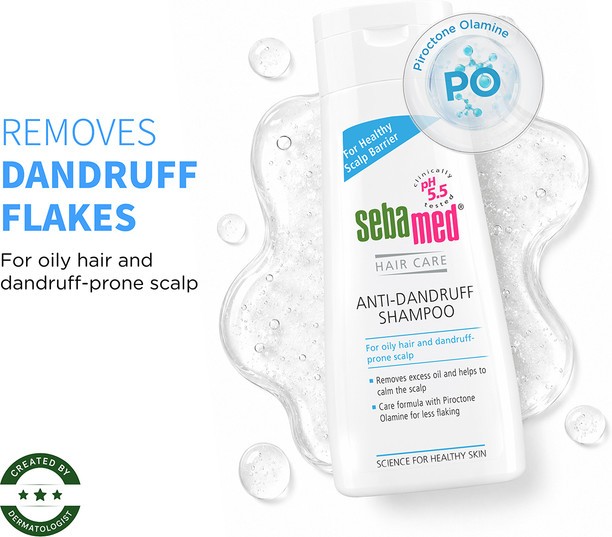 REMOVES
DANDRUFF
FLAKES
For oily hair and
dandruff-prone scalp
CREATED BY
DERMATOLOGIST
Piroctone Olamine
PO
For Healthy
Scalp Barrier
clinically
pH
5.5
tested
sebamed®
HAIR CARE
ANTI-DANDRUFF
SHAMPOO
For oily hair and dandruff-
prone scalp
▪ Removes excess oil and helps to
calm the scalp
▪ Care formula with Piroctone
Olamine for less flaking
SCIENCE FOR HEALTHY SKIN